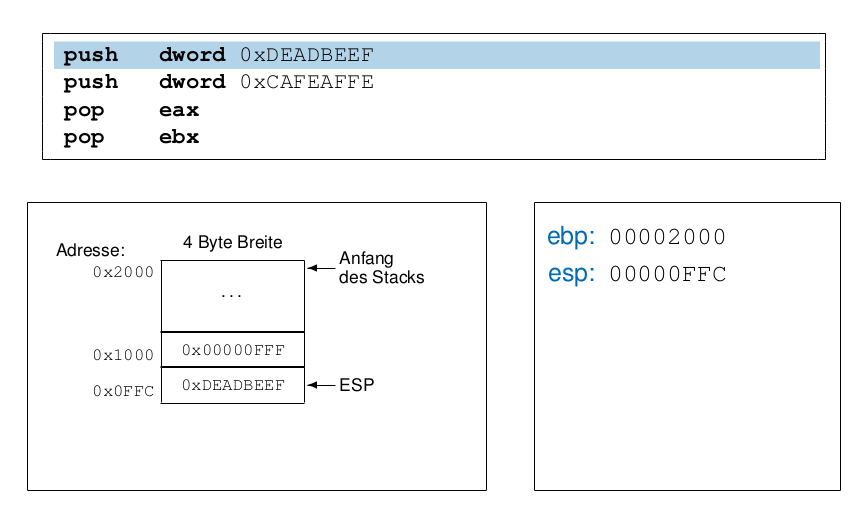 push dword 0xDEADBEEF
push dword 0xCAFEAFFE
pop eax
pop ebx
Adresse:
4 Byte Breite
0x2000
...
Anfang
des Stacks
0x1000
0x00000FFF
0x0FFC
0xDEADBEEF
ESP
ebp: 00002000
esp: 00000FFC